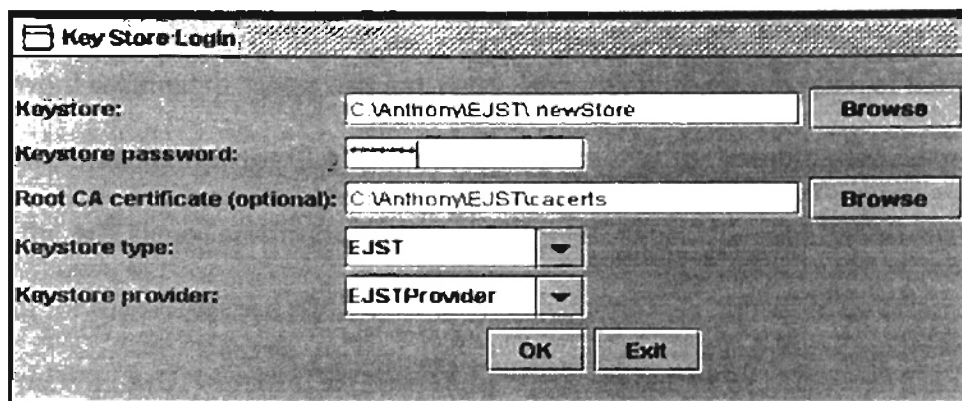 Key Store Login
Keystore: C:\Anthony\EJST\ newStore Browse
Keystore password: *******
Root CA certificate (optional): C:\Anthony\EJST\cacerts Browse
Keystore type: EJST
Keystore provider: EJSTProvider
OK Exit